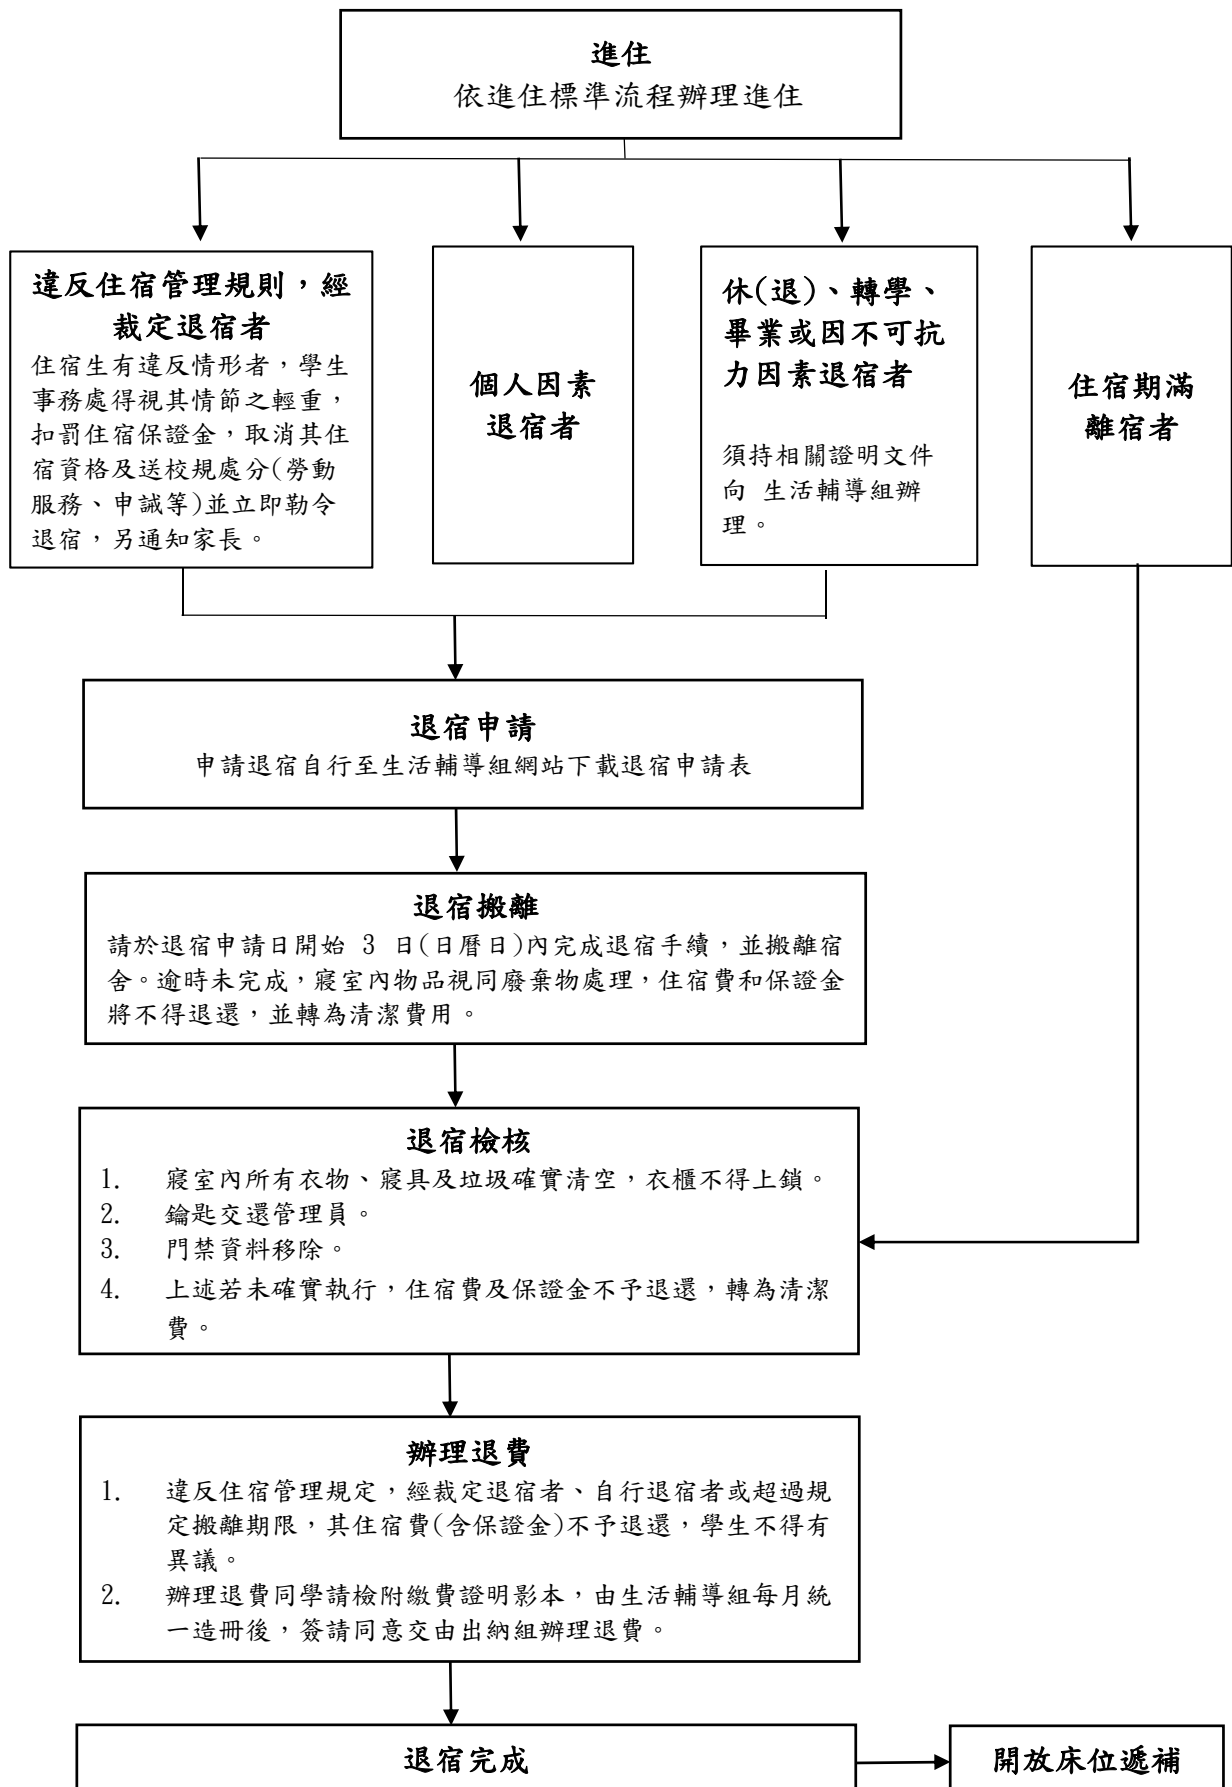 進住
依進住標準流程辦理進住
違反住宿管理規則，經
裁定退宿者
住宿生有違反情形者，學生
事務處得視其情節之輕重，
扣罰住宿保證金，取消其住
宿資格及送校規處分(勞動
服務、申誡等)並立即勒令
退宿，另通知家長。
個人因素
退宿者
休(退)、轉學、
畢業或因不可抗
力因素退宿者
須持相關證明文件
向 生活輔導組辦
理。
住宿期滿
離宿者
退宿申請
申請退宿自行至生活輔導組網站下載退宿申請表
退宿搬離
請於退宿申請日開始 3 日(日曆日)內完成退宿手續，並搬離宿
舍。逾時未完成，寢室內物品視同廢棄物處理，住宿費和保證金
將不得退還，並轉為清潔費用。
退宿檢核
1. 寢室內所有衣物、寢具及垃圾確實清空，衣櫃不得上鎖。
2. 鑰匙交還管理員。
3. 門禁資料移除。
4. 上述若未確實執行，住宿費及保證金不予退還，轉為清潔
費。
辦理退費
1. 違反住宿管理規定，經裁定退宿者、自行退宿者或超過規
定搬離期限，其住宿費(含保證金)不予退還，學生不得有
異議。
2. 辦理退費同學請檢附繳費證明影本，由生活輔導組每月統
一造冊後，簽請同意交由出納組辦理退費。
退宿完成
開放床位遞補